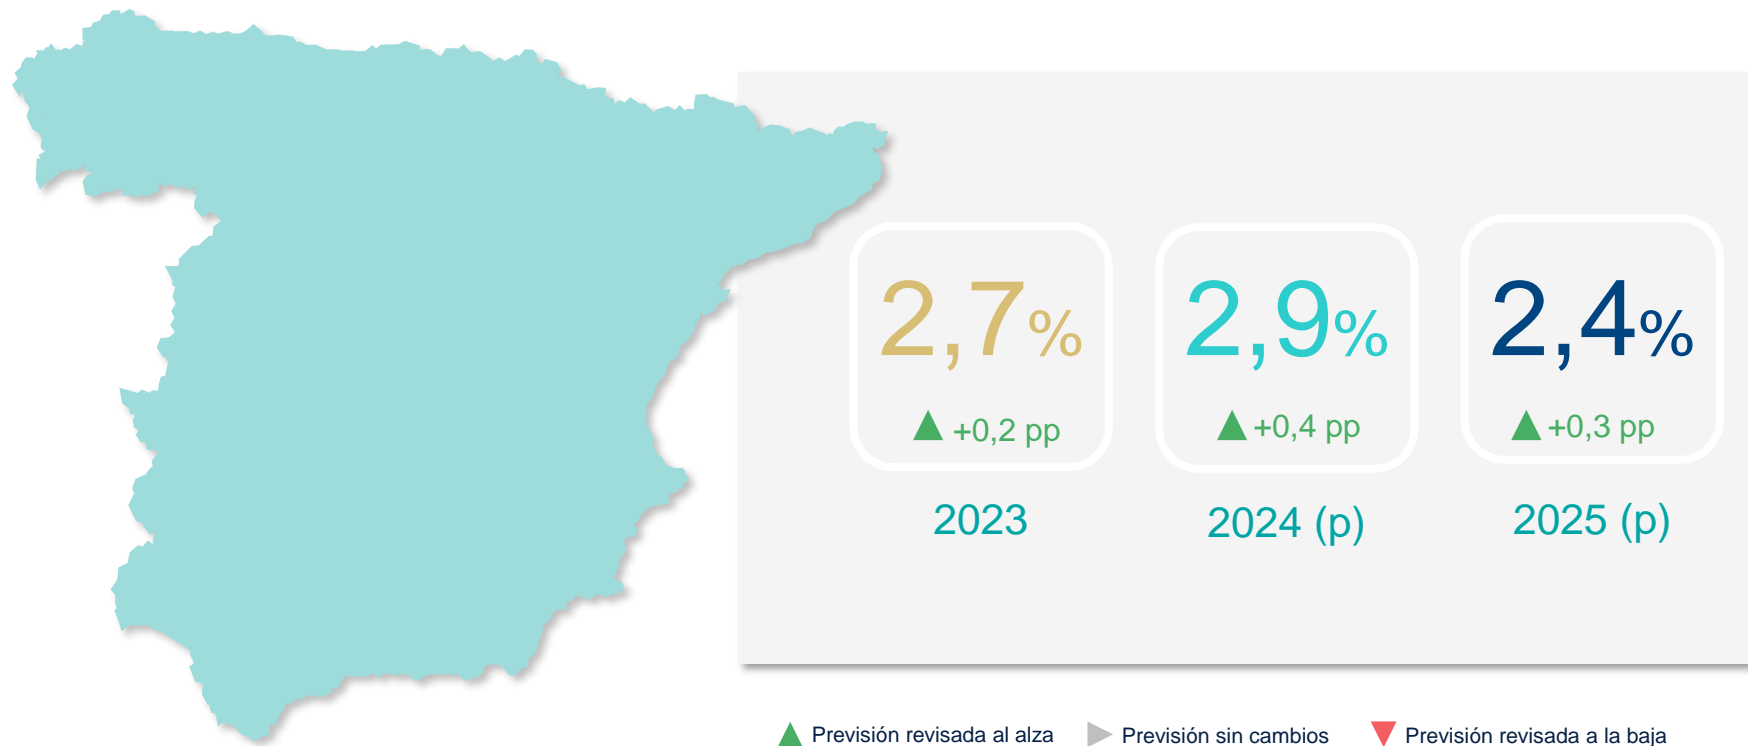 2,7%
+0,2 pp
2023
2,9%
+0,4 pp
2024 (p)
2,4%
+0,3 pp
2025 (p)
Previsión revisada al alza
Previsión sin cambios
Previsión revisada a la baja